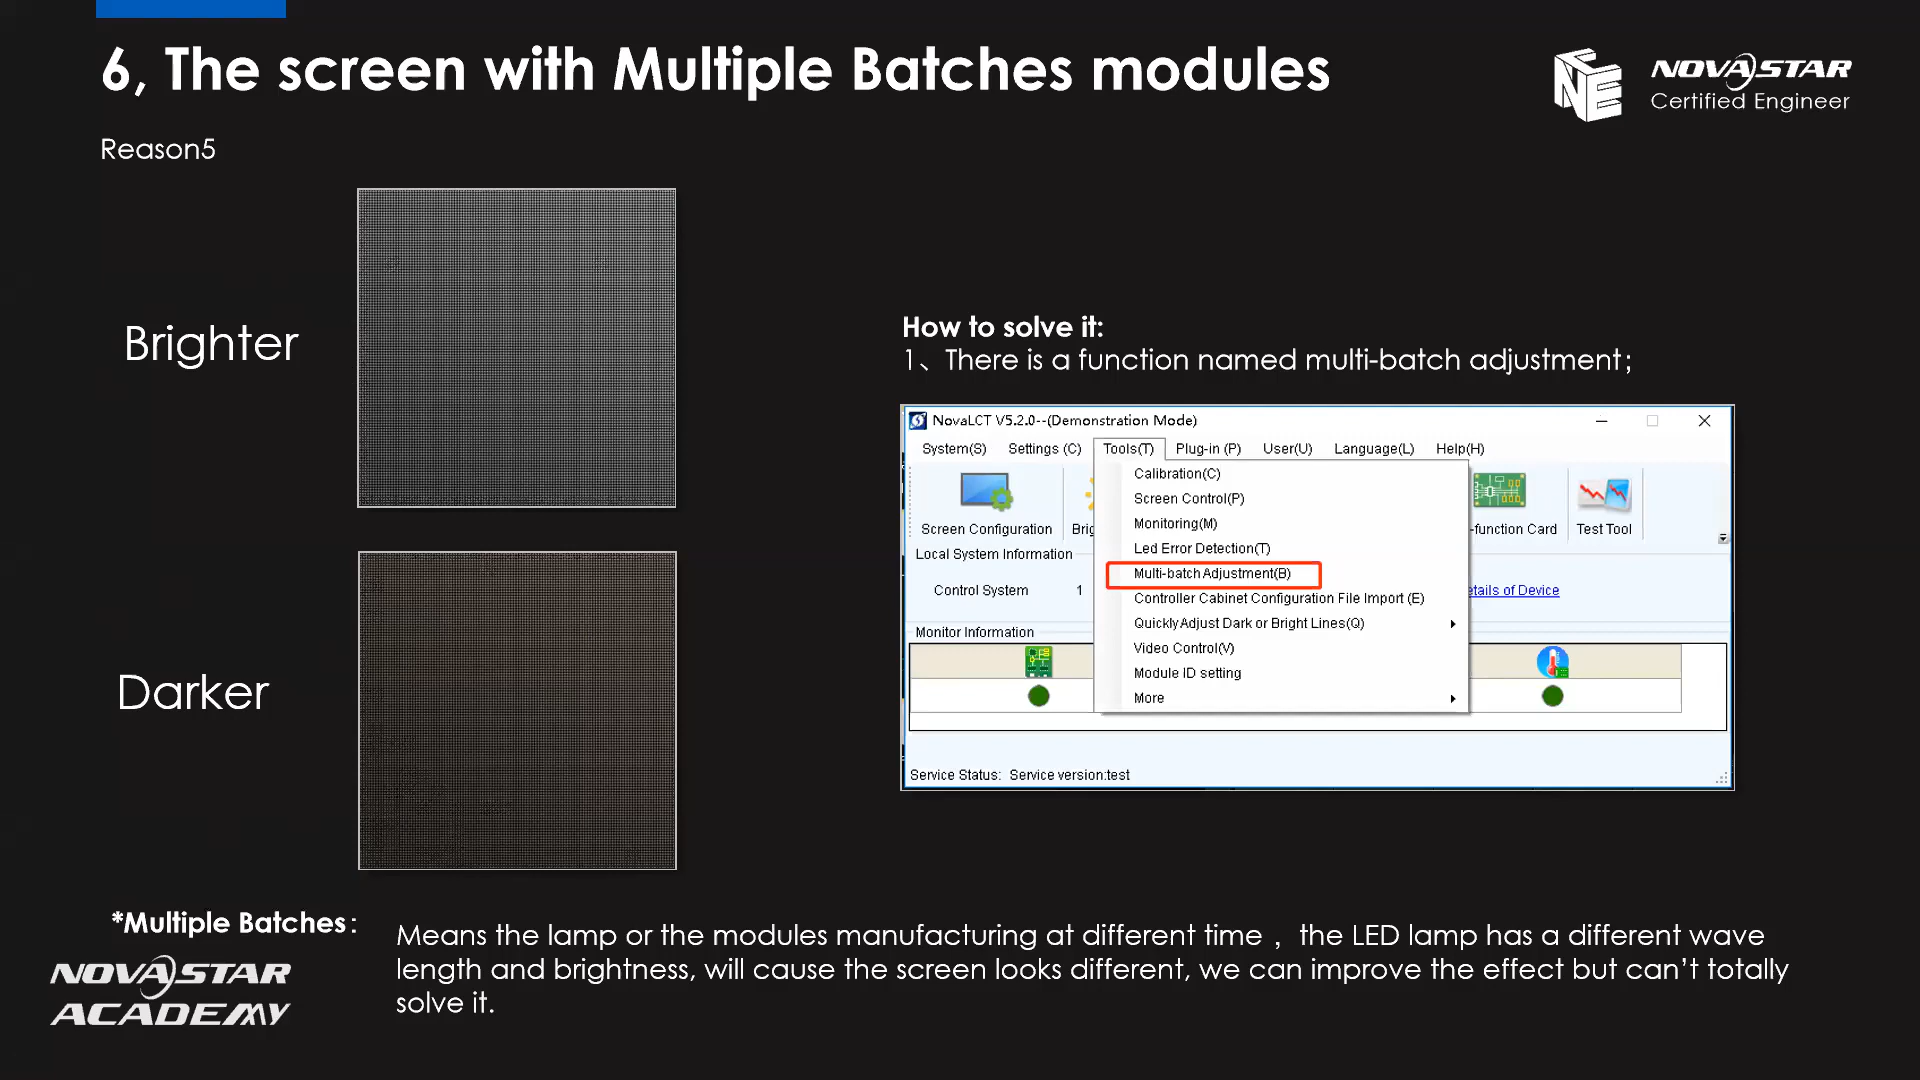 6, The screen with Multiple Batches modules
NOVASTAR
Certified Engineer
Reason5
Brighter
Darker
How to solve it:
1、There is a function named multi-batch adjustment;
NovaLCT V5.2.0--(Demonstration Mode)
System(S) Settings (C) Tools(T) Plug-in (P) User(U) Language(L) Help(H)
Calibration(C)
Screen Control(P)
Monitoring(M)
Led Error Detection(T)
Multi-batch Adjustment(B)
Controller Cabinet Configuration File Import (E)
Quickly Adjust Dark or Bright Lines(Q)
Video Control(V)
Module ID setting
More
Screen Configuration Brig -function Card Test Tool
Local System Information
Control System 1 etails of Device
Monitor Information
Service Status: Service version:test
*Multiple Batches:
Means the lamp or the modules manufacturing at different time , the LED lamp has a different wave
length and brightness, will cause the screen looks different, we can improve the effect but can't totally
solve it.
NOVASTAR
ACADEMY